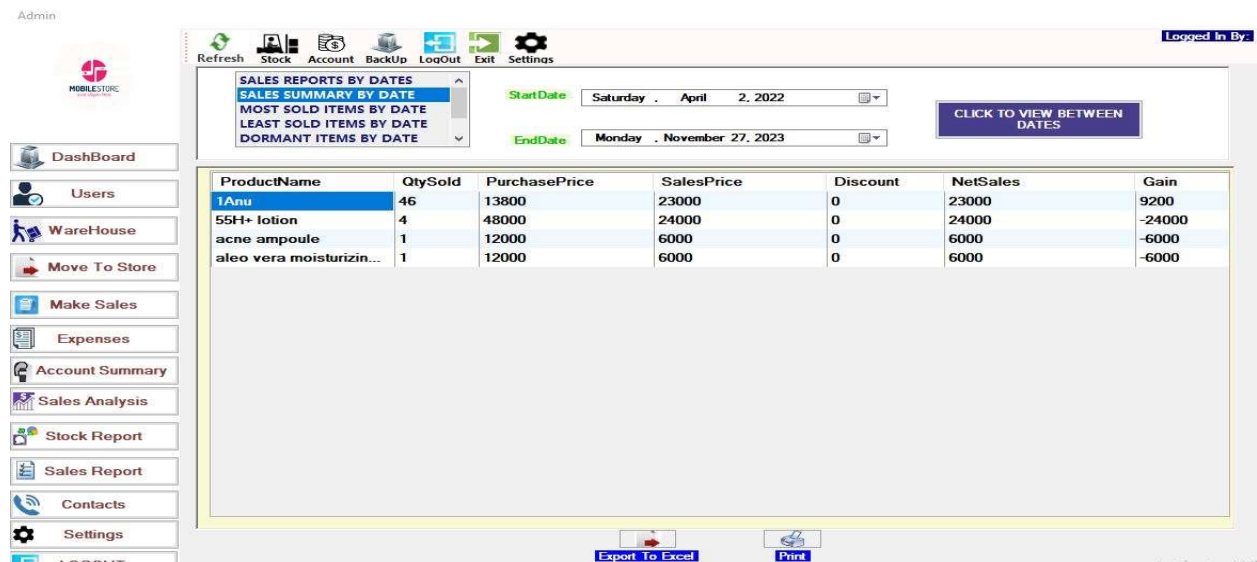 Admin
Logged In By:
Refresh Stock Account BackUp LogOut Exit Settings
MOBILESTORE
SALES REPORTS BY DATES
SALES SUMMARY BY DATE
MOST SOLD ITEMS BY DATE
LEAST SOLD ITEMS BY DATE
DORMANT ITEMS BY DATE
StartDate Saturday , April 2, 2022
EndDate Monday , November 27, 2023
CLICK TO VIEW BETWEEN
DATES
DashBoard
Users
WareHouse
Move To Store
Make Sales
Expenses
Account Summary
Sales Analysis
Stock Report
Sales Report
Contacts
Settings
LOGOUT
ProductName QtySold PurchasePrice SalesPrice Discount NetSales Gain
1Anu 46 13800 23000 0 23000 9200
55H+ lotion 4 48000 24000 0 24000 -24000
acne ampoule 1 12000 6000 0 6000 -6000
aleo vera moisturizin... 1 12000 6000 0 6000 -6000
Export To Excel
Print